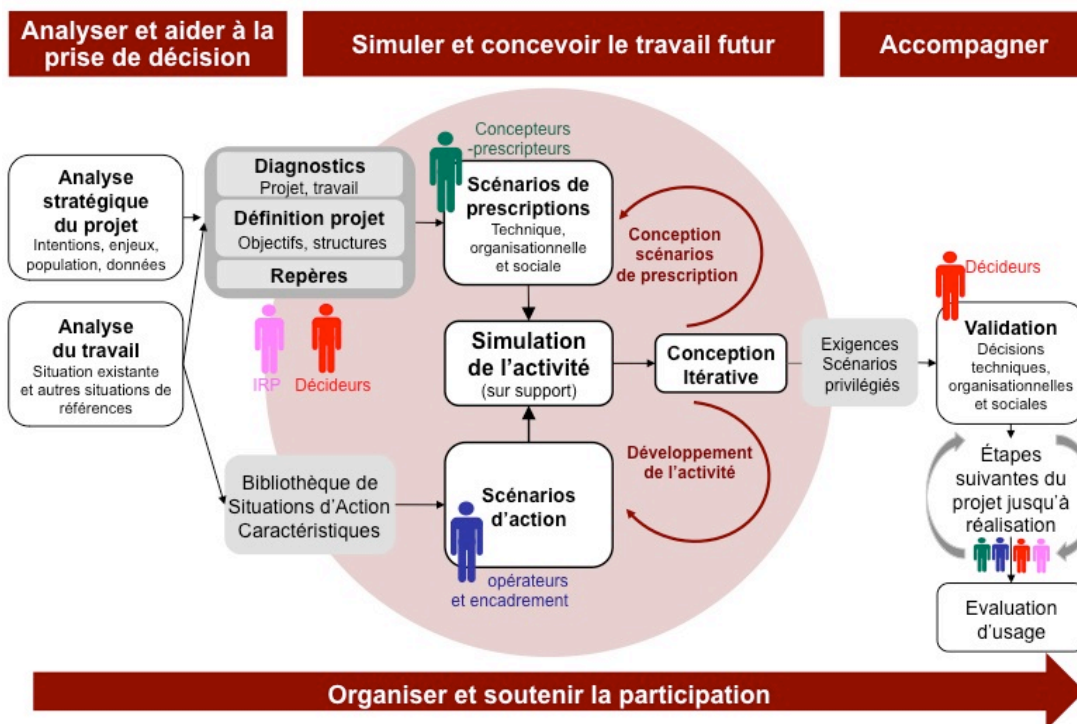 Analyser et aider à la
prise de décision
Simuler et concevoir le travail futur
Accompagner
Analyse
stratégique
du projet
Intentions, enjeux,
population, données
Analyse
du travail
Situation existante
et autres situations de
références
Diagnostics
Projet, travail
Définition projet
Objectifs, structures
Repères
IRP
Décideurs
Bibliothèque de
Situations d'Action
Caractéristiques
Concepteurs
-prescripteurs
Scénarios de
prescriptions
Technique,
organisationnelle
et sociale
Simulation
de l'activité
(sur support)
Scénarios
d'action
opérateurs
et encadrement
Conception
scénarios
de prescription
Conception
Itérative
Développement
de l'activité
Exigences
Scénarios
privilégiés
Décideurs
Validation
Décisions
techniques,
organisationnelles
et sociales
Étapes
suivantes du
projet jusqu'à
réalisation
Evaluation
d'usage
Organiser et soutenir la participation